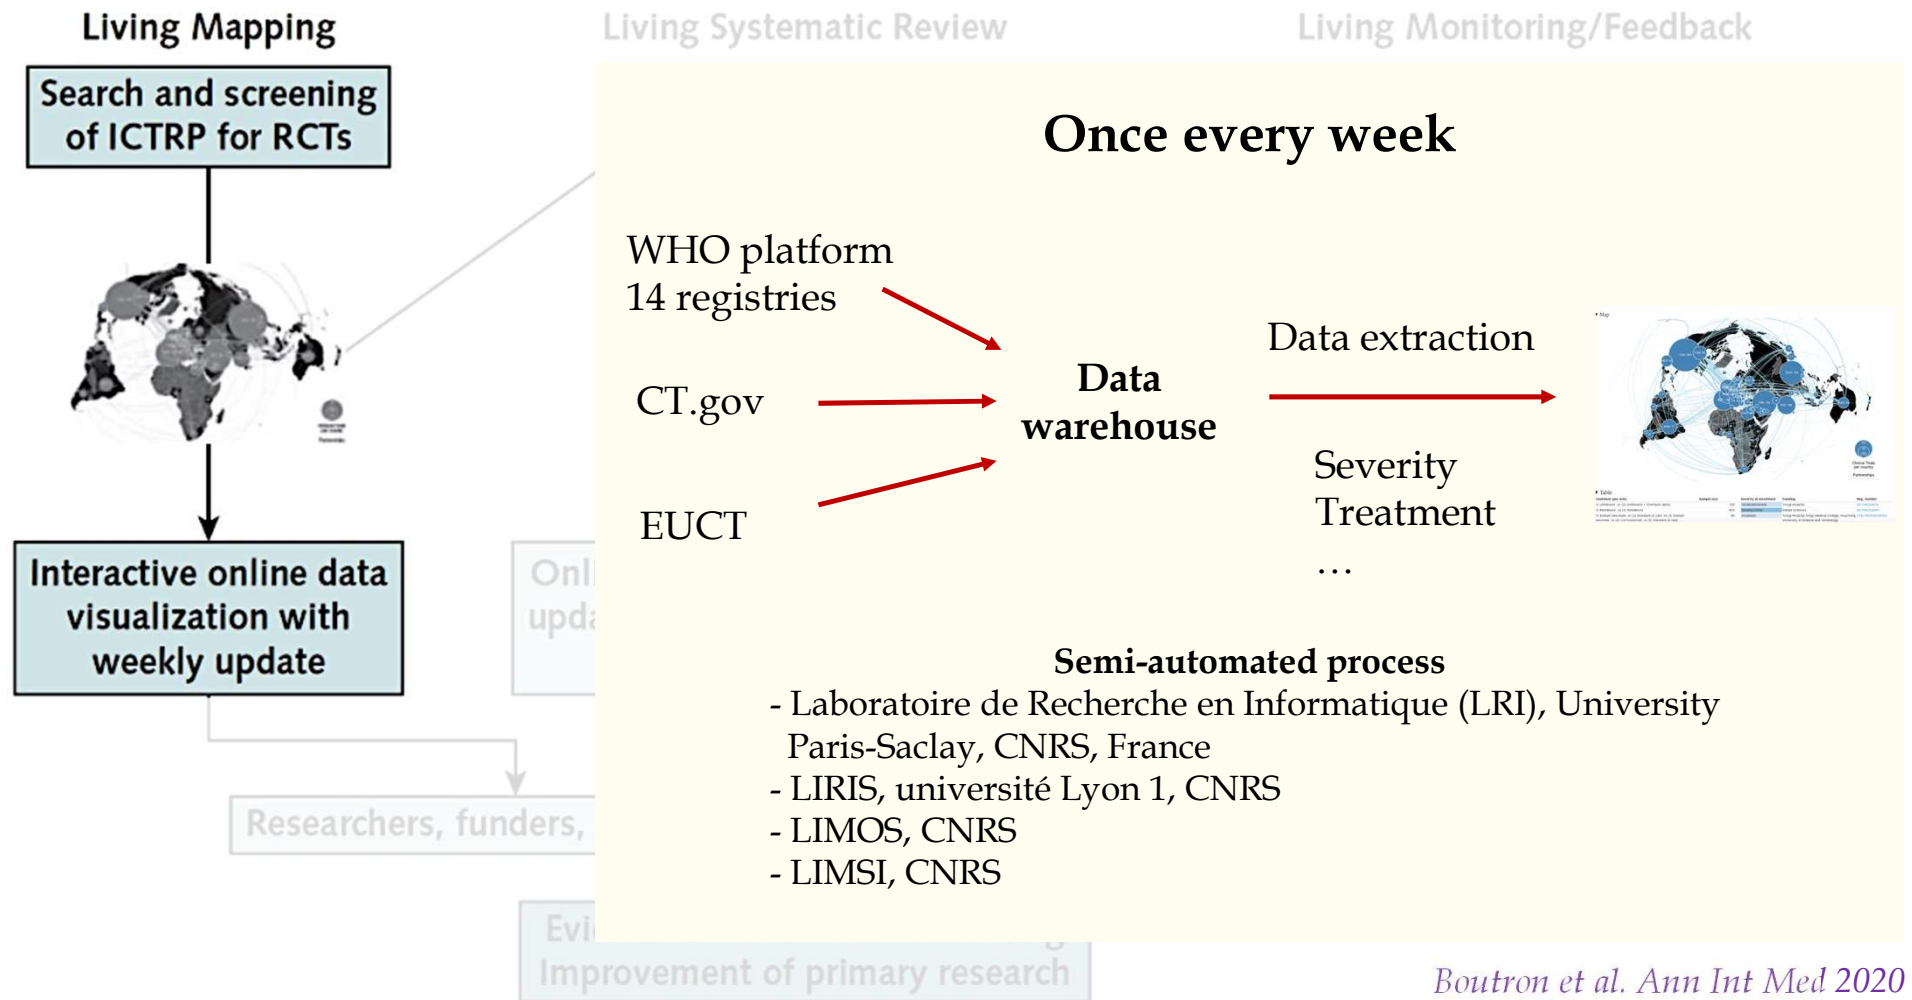 Living Mapping
Living Systematic Review
Living Monitoring/Feedback
Search and screening
of ICTRP for RCTs
Interactive online data
visualization with
weekly update
Researchers, funders,
Improvement of primary research
Once every week
WHO platform
14 registries
CT.gov
EUCT
Data
warehouse
Data extraction
Severity
Treatment
…
Map
Table
Semi-automated process
- Laboratoire de Recherche en Informatique (LRI), University
Paris-Saclay, CNRS, France
- LIRIS, université Lyon 1, CNRS
- LIMOS, CNRS
- LIMSI, CNRS
Boutron et al. Ann Int Med 2020